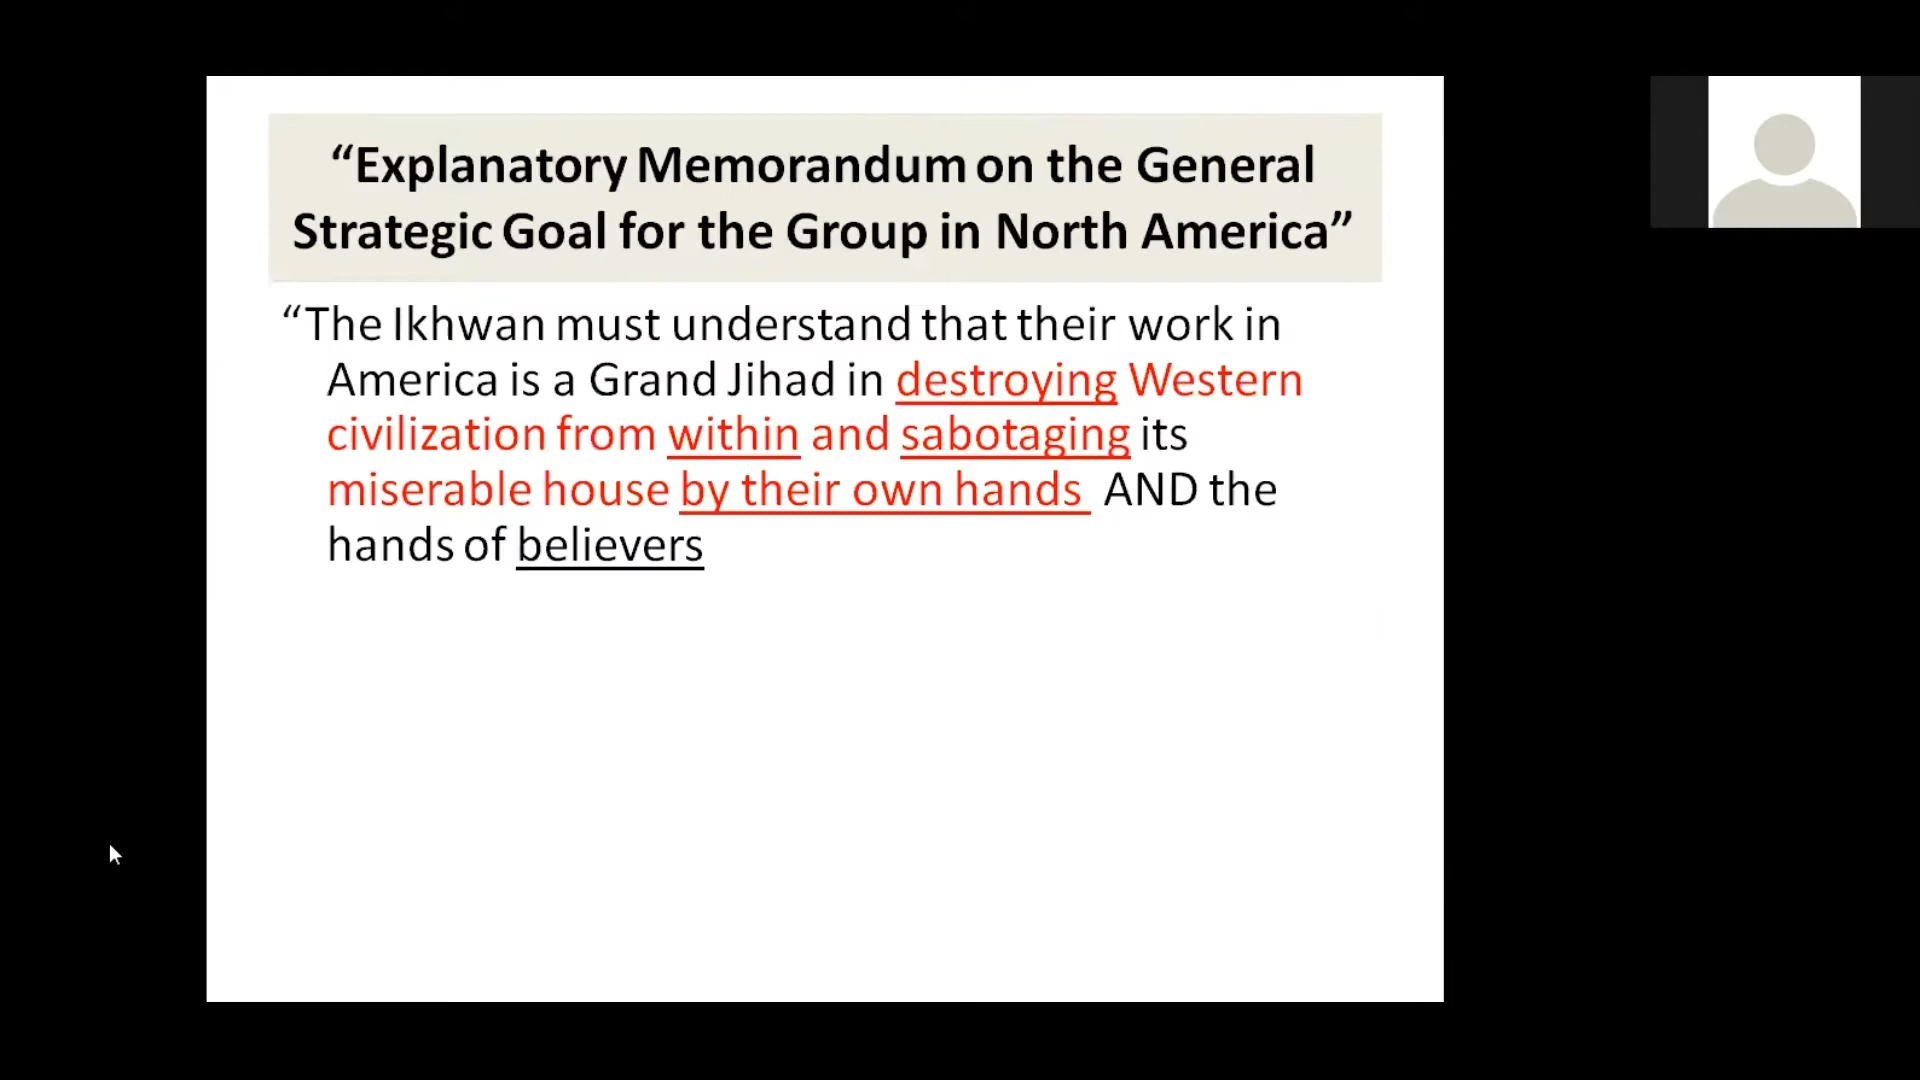 “Explanatory Memorandum on the General
Strategic Goal for the Group in North America”
“The Ikhwan must understand that their work in
America is a Grand Jihad in destroying Western
civilization from within and sabotaging its
miserable house by their own hands AND the
hands of believers